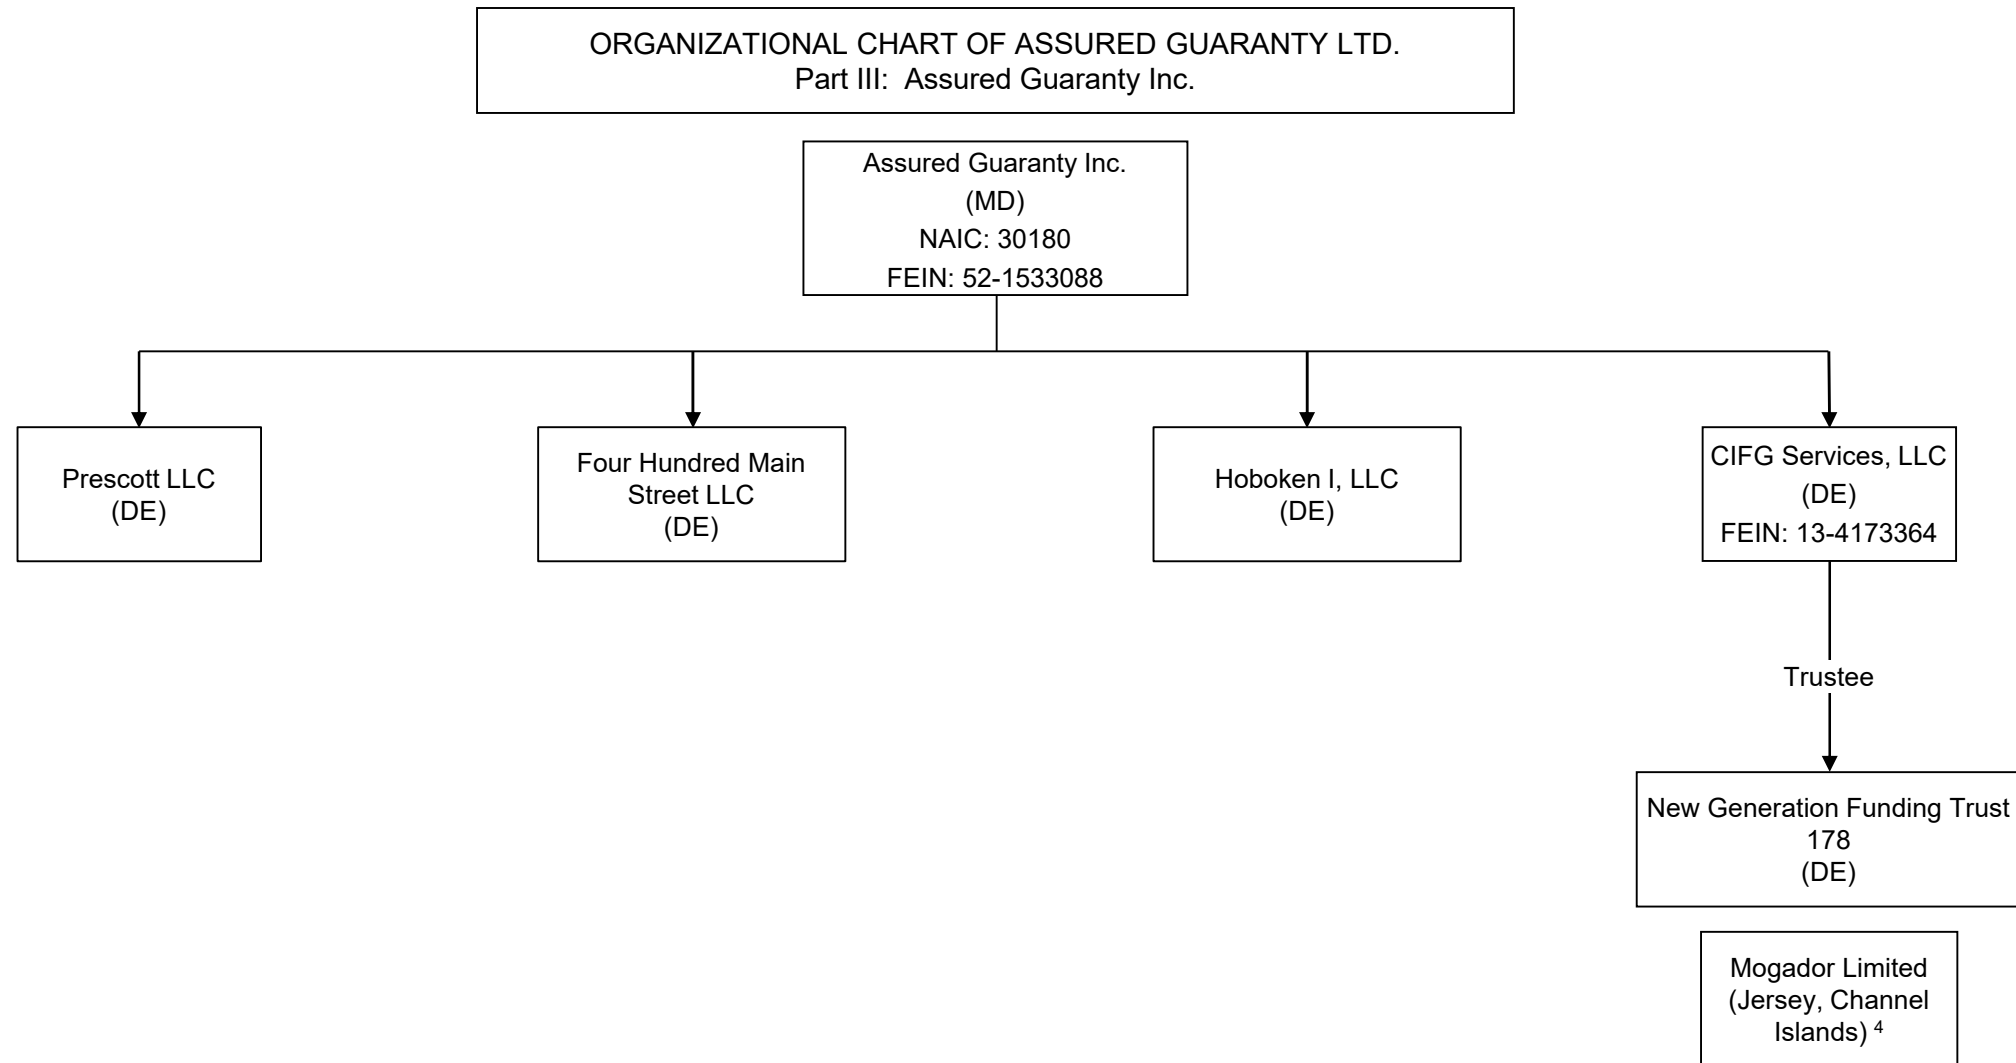 ORGANIZATIONAL CHART OF ASSURED GUARANTY LTD.
Part III:  Assured Guaranty Inc.
Assured Guaranty Inc.
(MD)
NAIC: 30180
FEIN: 52-1533088
Prescott LLC
(DE)
Four Hundred Main
Street LLC
(DE)
Hoboken I, LLC
(DE)
CIFG Services, LLC
(DE)
FEIN: 13-4173364
Trustee
New Generation Funding Trust
178
(DE)
Mogador Limited
(Jersey, Channel
Islands) 4